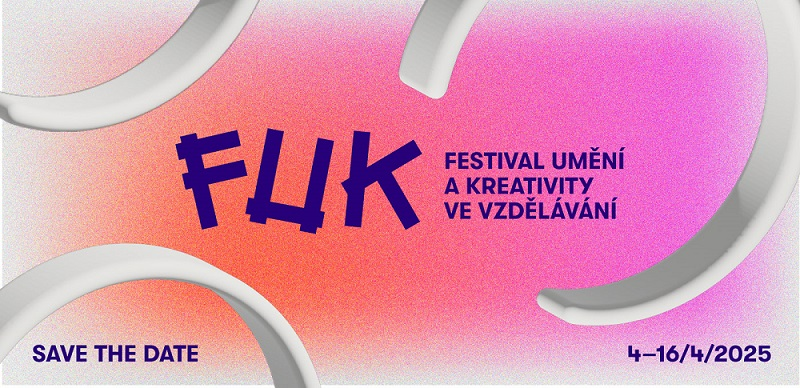 FUK
FESTIVAL UMĚNÍ
A KREATIVITY
VE VZDĚLÁVÁNÍ
SAVE THE DATE
4–16/4/2025